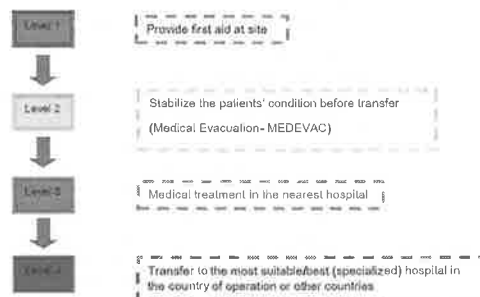 Level 1
Provide first aid at site
Level 2
Stabilize the patients' condition before transfer
(Medical Evacuation- MEDEVAC)
Level 3
Medical treatment in the nearest hospital
Level 4
Transfer to the most suitable/best (specialized) hospital in
the country of operation or other countries